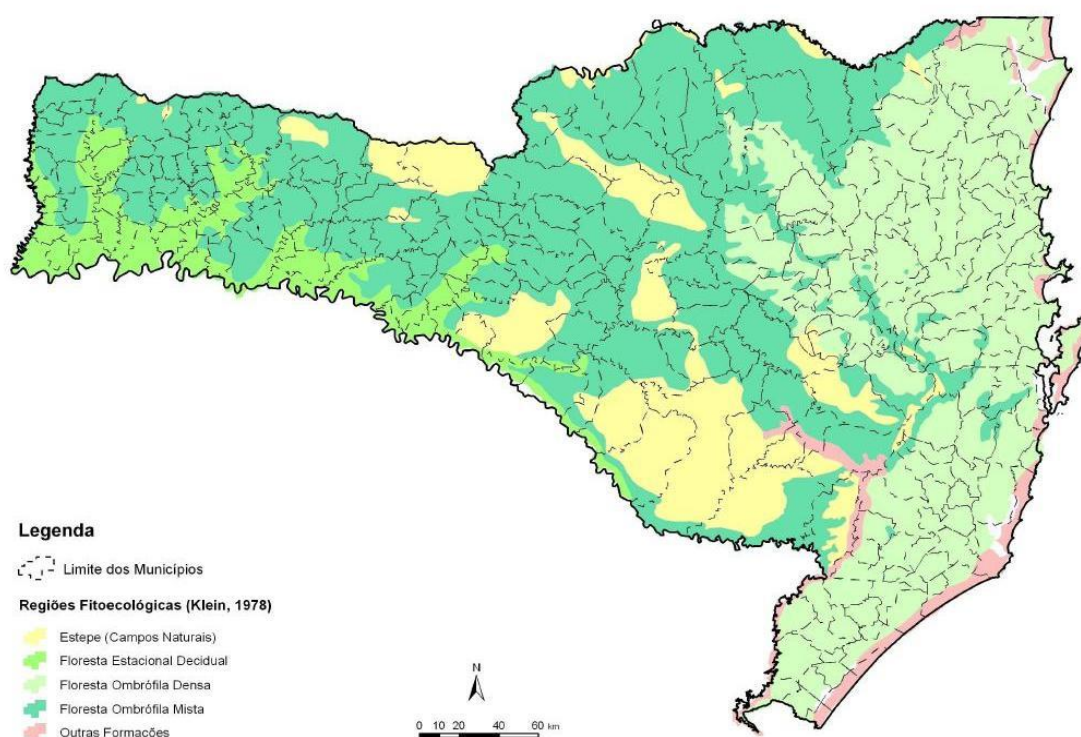 Legenda
Limite dos Municípios
Regiões Fitoecológicas (Klein, 1978)
Estepe (Campos Naturais)
Floresta Estacional Decidual
Floresta Ombrófila Densa
Floresta Ombrófila Mista
Outras Formações
N
0 10 20 40 60 km